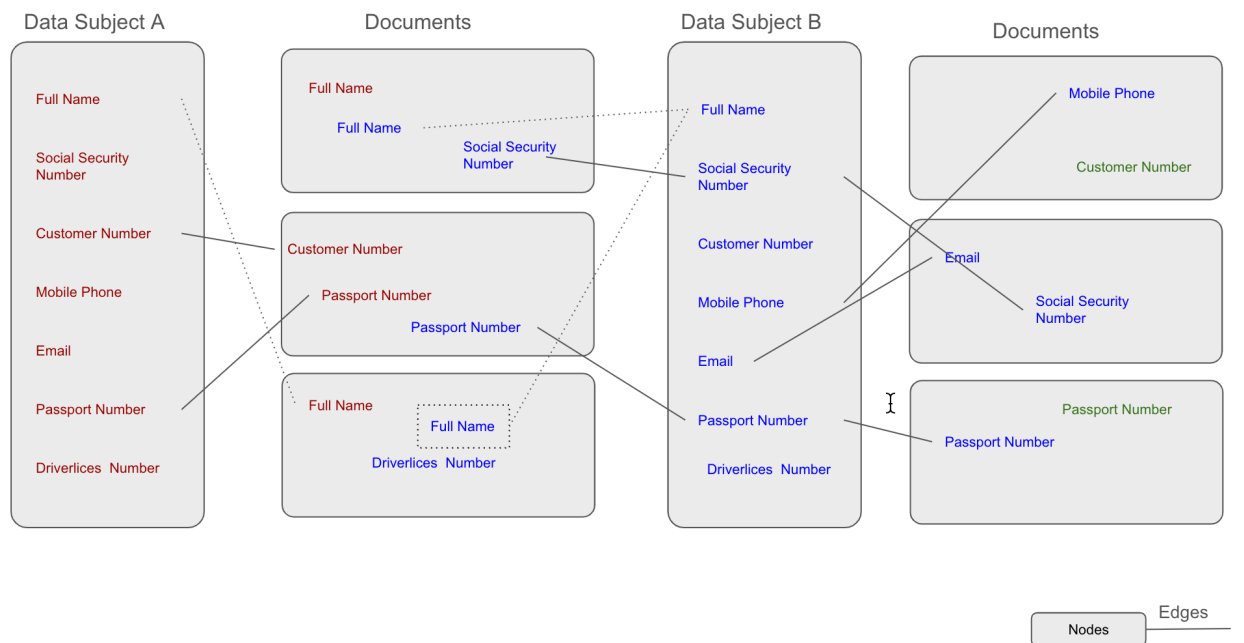 Data Subject A
Full Name
Social Security
Number
Customer Number
Mobile Phone
Email
Passport Number
Driverlices  Number
Documents
Full Name
Full Name
Social Security
Number
Customer Number
Passport Number
Passport Number
Full Name
Full Name
Driverlices  Number
Data Subject B
Full Name
Social Security
Number
Customer Number
Mobile Phone
Email
Passport Number
Driverlices  Number
Documents
Mobile Phone
Customer Number
Email
Social Security
Number
Passport Number
Passport Number
Edges
Nodes